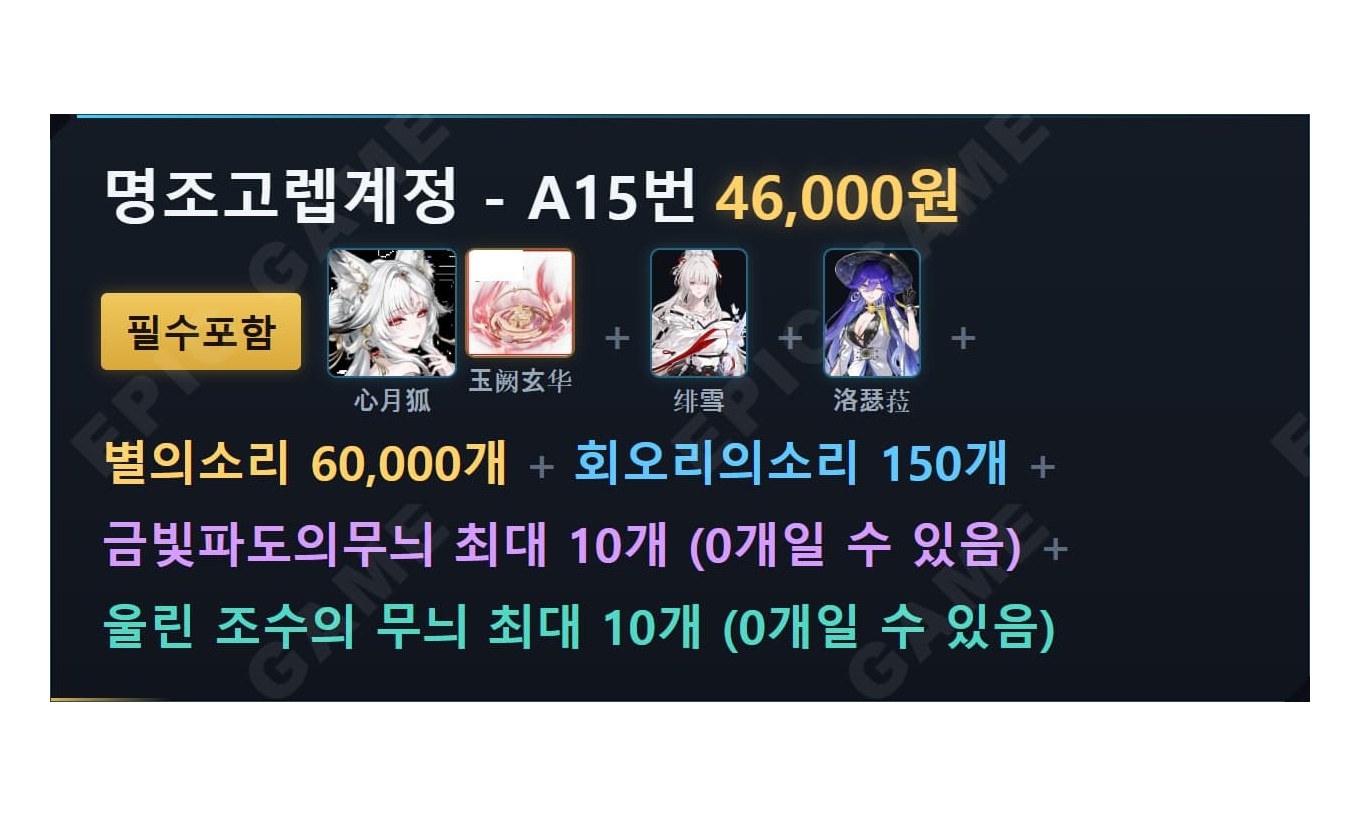 명조고렙계정 - A15번 46,000원
필수포함
心月狐
玉阙玄华
+
绯雪
+
洛瑟菈
+
별의소리 60,000개 + 회오리의소리 150개 +
금빛파도의무늬 최대 10개 (0개일 수 있음) +
울린 조수의 무늬 최대 10개 (0개일 수 있음)
EPIC GAME
EPIC GAME